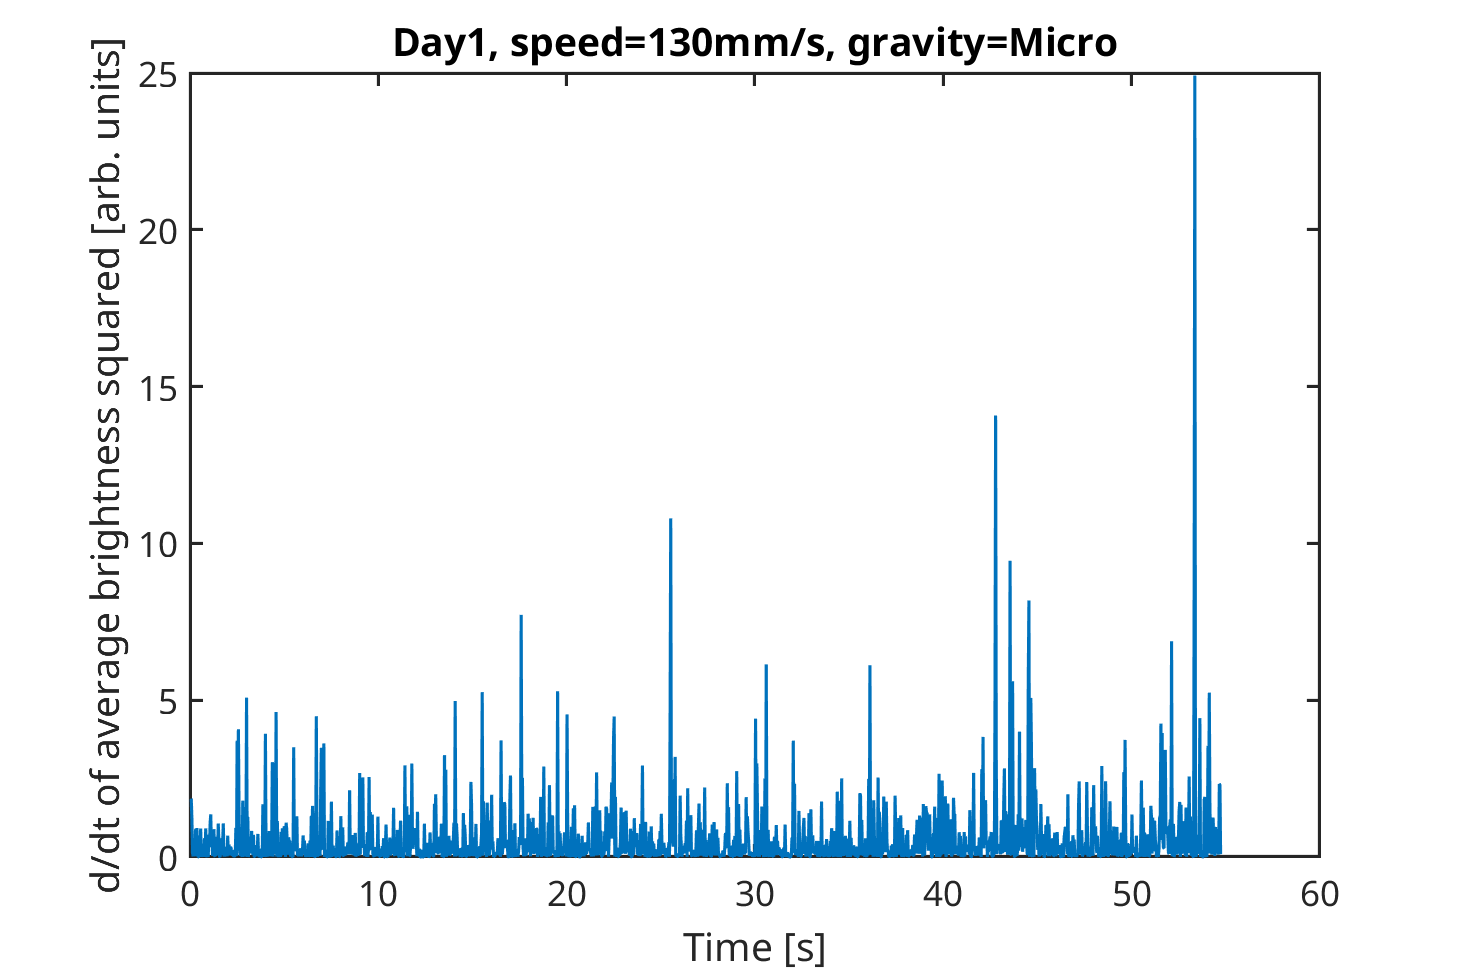 Day1, speed=130mm/s, gravity=Micro
d/dt of average brightness squared [arb. units]
25
20
15
10
5
0
0 10 20 30 40 50 60
Time [s]